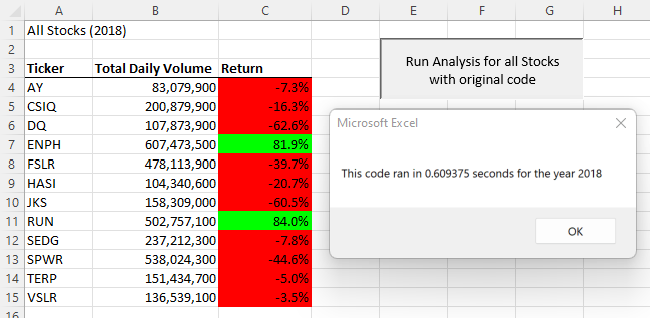 A B C D E F G H
1 All Stocks (2018)
2
3 Ticker Total Daily Volume Return
4 AY 83,079,900 -7.3%
5 CSIQ 200,879,900 -16.3%
6 DQ 107,873,900 -62.6%
7 ENPH 607,473,500 81.9%
8 FSLR 478,113,900 -39.7%
9 HASI 104,340,600 -20.7%
10 JKS 158,309,000 -60.5%
11 RUN 502,757,100 84.0%
12 SEDG 237,212,300 -7.8%
13 SPWR 538,024,300 -44.6%
14 TERP 151,434,700 -5.0%
15 VSLR 136,539,100 -3.5%
16
Run Analysis for all Stocks
with original code
Microsoft Excel
This code ran in 0.609375 seconds for the year 2018
OK